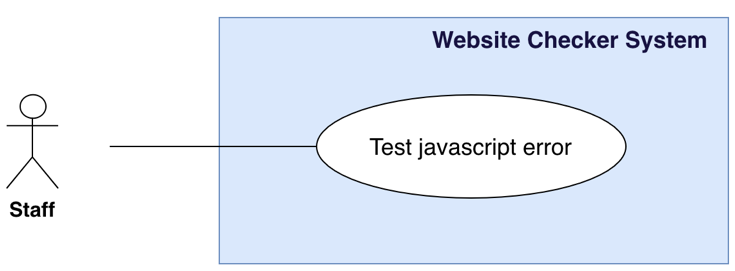 Website Checker System
Test javascript error
Staff